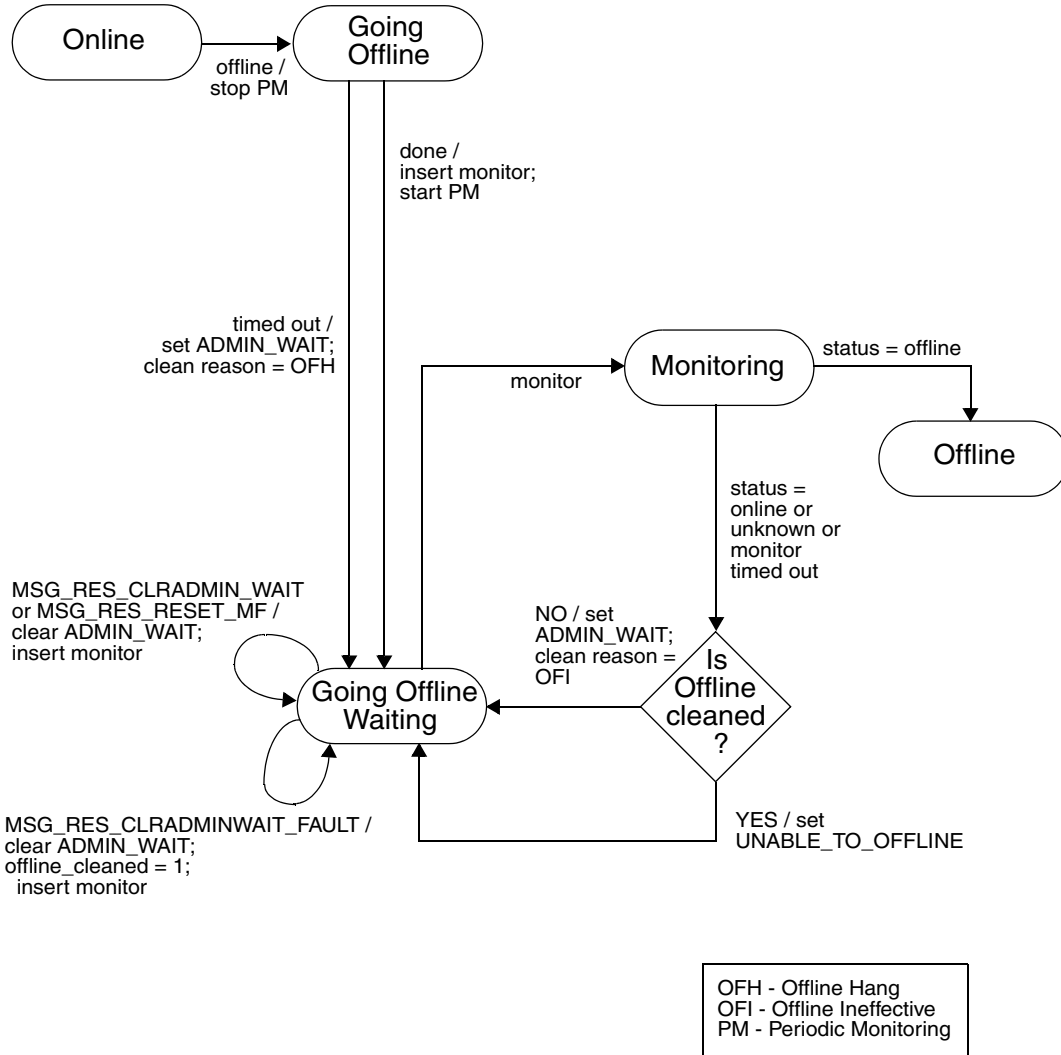 Online
Going
Offline
offline /
stop PM
done /
insert monitor;
start PM
timed out /
set ADMIN_WAIT;
clean reason = OFH
monitor
Monitoring
status = offline
Offline
status =
online or
unknown or
monitor
timed out
MSG_RES_CLRADMIN_WAIT
or MSG_RES_RESET_MF /
clear ADMIN_WAIT;
insert monitor
NO / set
ADMIN_WAIT;
clean reason =
OFI
Is
Offline
cleaned
?
Going Offline
Waiting
MSG_RES_CLRADMINWAIT_FAULT /
clear ADMIN_WAIT;
offline_cleaned = 1;
insert monitor
YES / set
UNABLE_TO_OFFLINE
OFH - Offline Hang
OFI - Offline Ineffective
PM - Periodic Monitoring